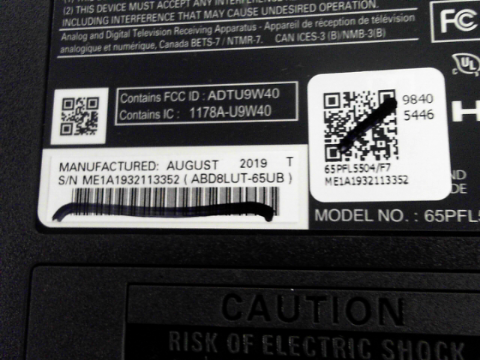 (2) THIS DEVICE MUST ACCEPT ANY INTERFERENCE
INCLUDING INTERFERENCE THAT MAY CAUSE UNDESIRED OPERATION.
Analog and Digital Television Receiving Apparatus - Appareil de réception de télévision
analogique et numérique, Canada BETS-7 / NTMR-7. CAN ICES-3 (B)/NMB-3(B)
FC
UL
Contains FCC ID : ADTU9W40
Contains IC : 1178A-U9W40
9840
5446
H
MANUFACTURED: AUGUST 2019 T
S/N ME1A1932113352 ( ABD8LUT-65UB )
65PFL5504/F7
ME1A1932113352
ND
MODEL NO. : 65PFL5
CAUTION
RISK OF ELECTRIC SHOCK